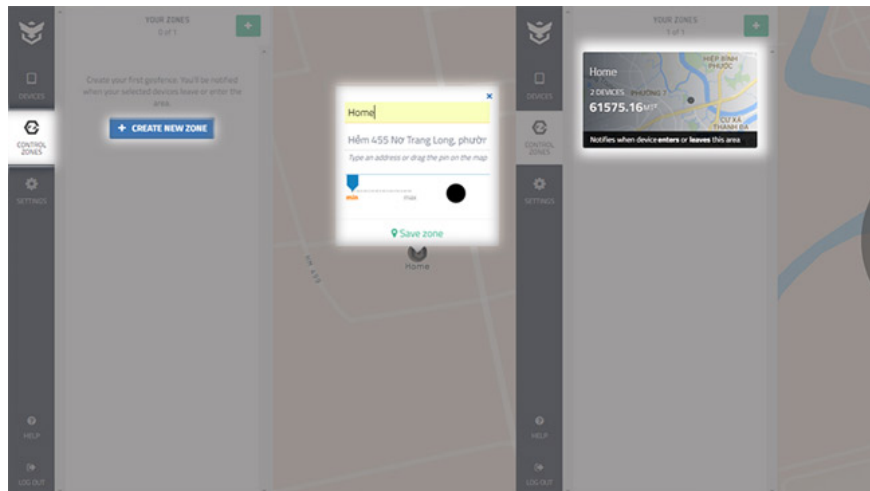 YOUR ZONES
0 of 1
+
Create your first geofence. You'll be notified
when your selected devices leave or enter the
area.
+ CREATE NEW ZONE
DEVICES
CONTROL
ZONES
SETTINGS
HELP
LOG OUT
Home
Hẻm 455 Nơ Trang Long, phườn
Type an address or drag the pin on the map
min
max
Save zone
Home
YOUR ZONES
1 of 1
+
DEVICES
CONTROL
ZONES
SETTINGS
HELP
LOG OUT
Home
2 DEVICES
61575.16
HIỆP BÌNH
PHƯỚC
PHƯỜNG 7
CƯ XÁ
THANH ĐA
Notifies when device enters or leaves this area